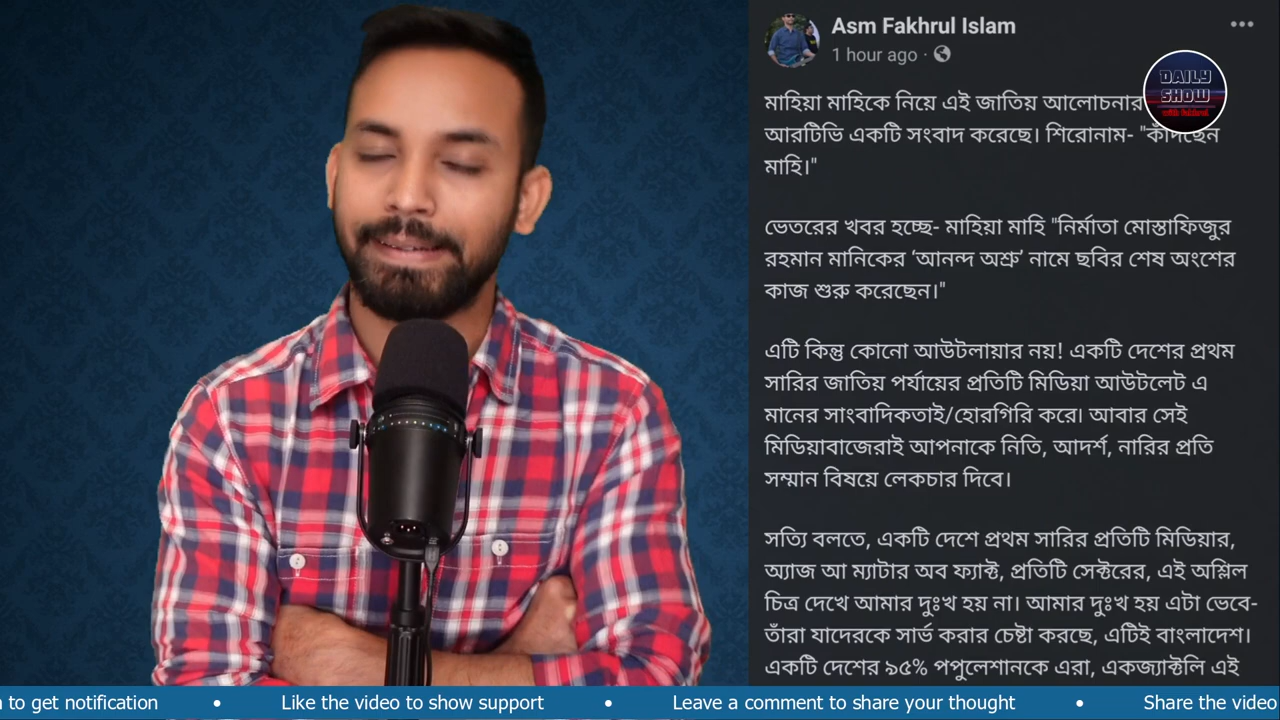 Asm Fakhrul Islam
1 hour ago ·
DAILY
SHOW
with fakhrul
মাহিয়া মাহিকে নিয়ে এই জাতিয় আলোচনার
আরটিভি একটি সংবাদ করেছে। শিরোনাম- "কাঁদছেন
মাহি।"
ভেতরের খবর হচ্ছে- মাহিয়া মাহি "নির্মাতা মোস্তাফিজুর
রহমান মানিকের ‘আনন্দ অশ্রু’ নামে ছবির শেষ অংশের
কাজ শুরু করেছেন।"
এটি কিন্তু কোনো আউটলায়ার নয়! একটি দেশের প্রথম
সারির জাতিয় পর্যায়ের প্রতিটি মিডিয়া আউটলেট এ
মানের সাংবাদিকতাই/হোরগিরি করে। আবার সেই
মিডিয়াবাজেরাই আপনাকে নিতি, আদর্শ, নারির প্রতি
সম্মান বিষয়ে লেকচার দিবে।
সত্যি বলতে, একটি দেশে প্রথম সারির প্রতিটি মিডিয়ার,
অ্যাজ আ ম্যাটার অব ফ্যাক্ট, প্রতিটি সেক্টরের, এই অশ্লিল
চিত্র দেখে আমার দুঃখ হয় না। আমার দুঃখ হয় এটা ভেবে-
তাঁরা যাদেরকে সার্ভ করার চেষ্টা করছে, এটিই বাংলাদেশ।
একটি দেশের ৯৫% পপুলেশানকে এরা, একজ্যাক্টলি এই
to get notification • Like the video to show support • Leave a comment to share your thought • Share the video